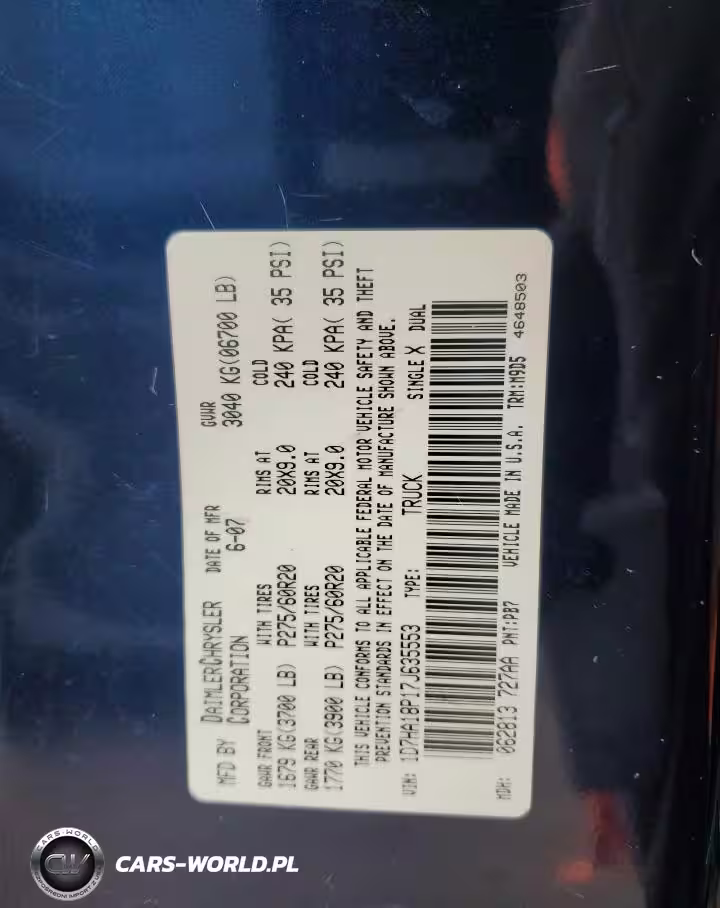 MFD BY DAIMLERCHRYSLER CORPORATION DATE OF MFR 6-07 GVWR 3040 KG(06700 LB)
GAWR FRONT WITH TIRES RIMS AT COLD
1679 KG(3700 LB) P275/60R20 20X9.0 240 KPA( 35 PSI)
GAWR REAR WITH TIRES RIMS AT COLD
1770 KG(3900 LB) P275/60R20 20X9.0 240 KPA( 35 PSI)
THIS VEHICLE CONFORMS TO ALL APPLICABLE FEDERAL MOTOR VEHICLE SAFETY AND THEFT
PREVENTION STANDARDS IN EFFECT ON THE DATE OF MANUFACTURE SHOWN ABOVE.
VIN: 1D7HA18P17J635553 TYPE: TRUCK SINGLE X DUAL
MDH: 062813 727AA PNT:PB7 VEHICLE MADE IN U.S.A. TRM:M9D5 4648503
CARS-WORLD
CW
CARS-WORLD.PL